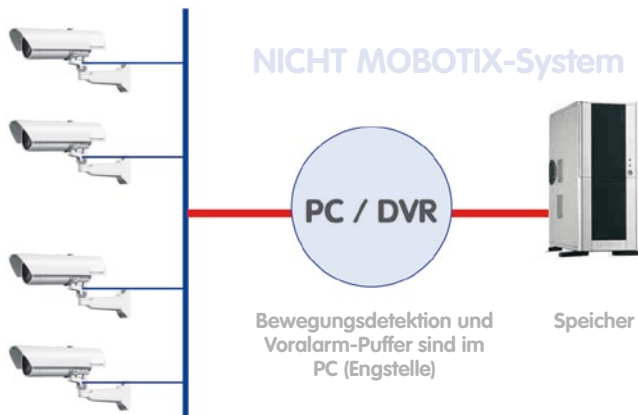 NICHT MOBOTIX-System
PC / DVR
Bewegungsdetektion und
Voralarm-Puffer sind im
PC (Engstelle)
Speicher